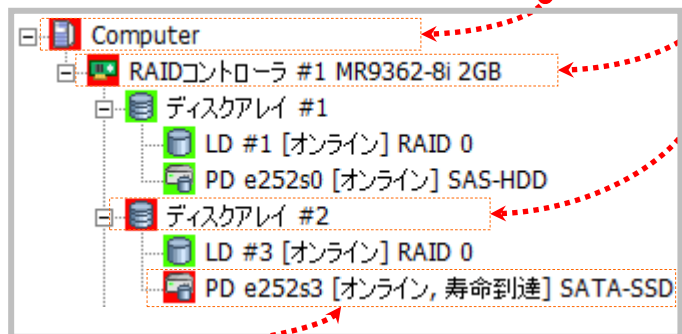 Computer
RAIDコントローラ #1 MR9362-8i 2GB
ディスクアレイ #1
LD #1 [オンライン] RAID 0
PD e252s0 [オンライン] SAS-HDD
ディスクアレイ #2
LD #3 [オンライン] RAID 0
PD e252s3 [オンライン, 寿命到達] SATA-SSD